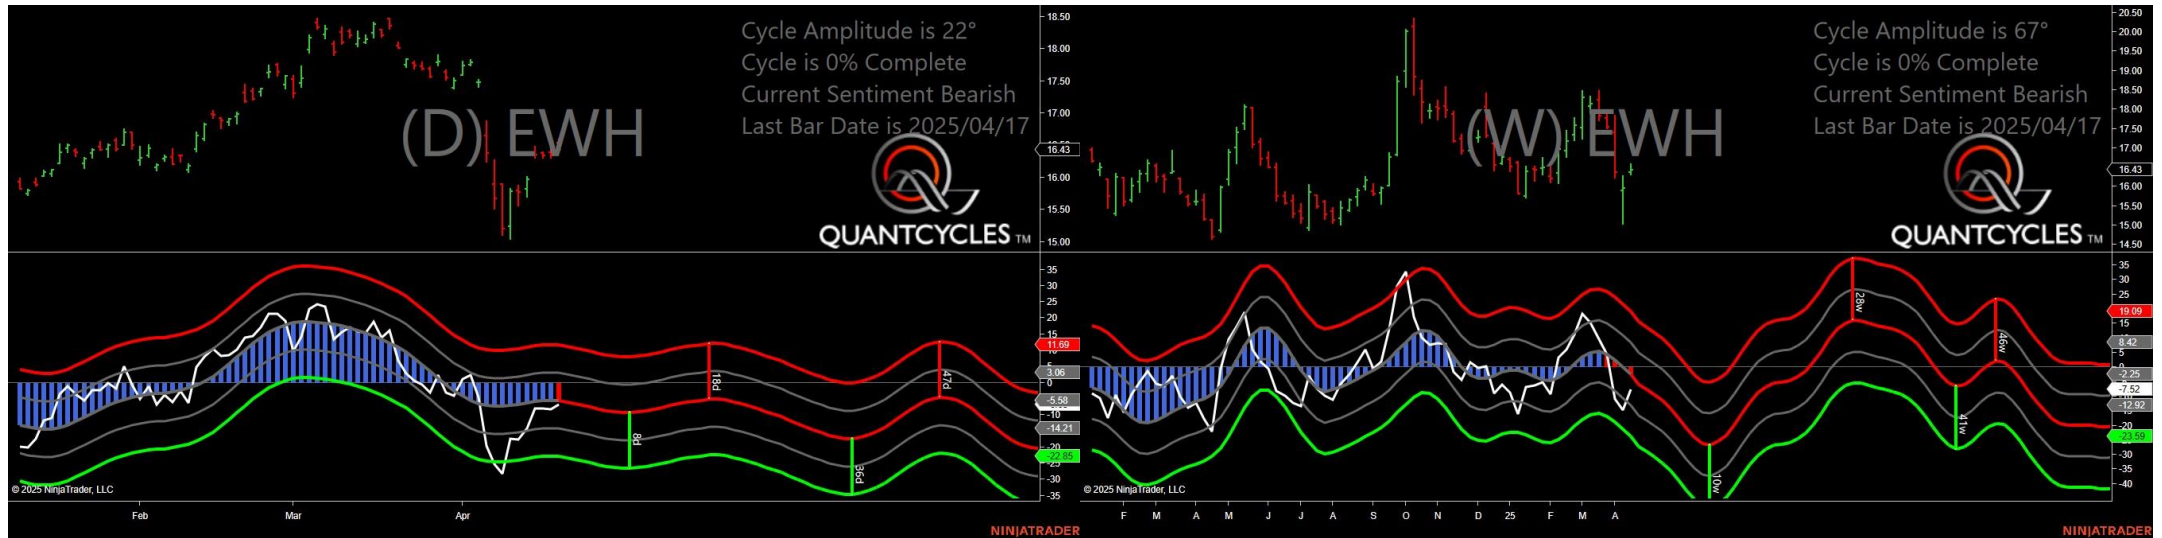 Cycle Amplitude is 22°
Cycle is 0% Complete
Current Sentiment Bearish
Last Bar Date is 2025/04/17
(D) EWH
QUANTCYCLES TM
18.50
18.00
17.50
17.00
16.43
16.00
15.50
15.00
35
30
25
20
15
11.69
3.06
0
-5.58
-10
-14.21
-22.85
-30
-35
18d
47d
8d
36d
© 2025 NinjaTrader, LLC
Feb Mar Apr
NINJATRADER
Cycle Amplitude is 67°
Cycle is 0% Complete
Current Sentiment Bearish
Last Bar Date is 2025/04/17
(W) EWH
QUANTCYCLES TM
20.50
20.00
19.50
19.00
18.50
18.00
17.50
17.00
16.43
16.00
15.50
15.00
14.50
35
30
25
19.09
15
8.42
5
-2.25
-7.52
-12.92
-20
-23.59
-30
-35
-40
28w
46w
41w
10w
© 2025 NinjaTrader, LLC
F M A M J J A S O N D 25 F M A
NINJATRADER